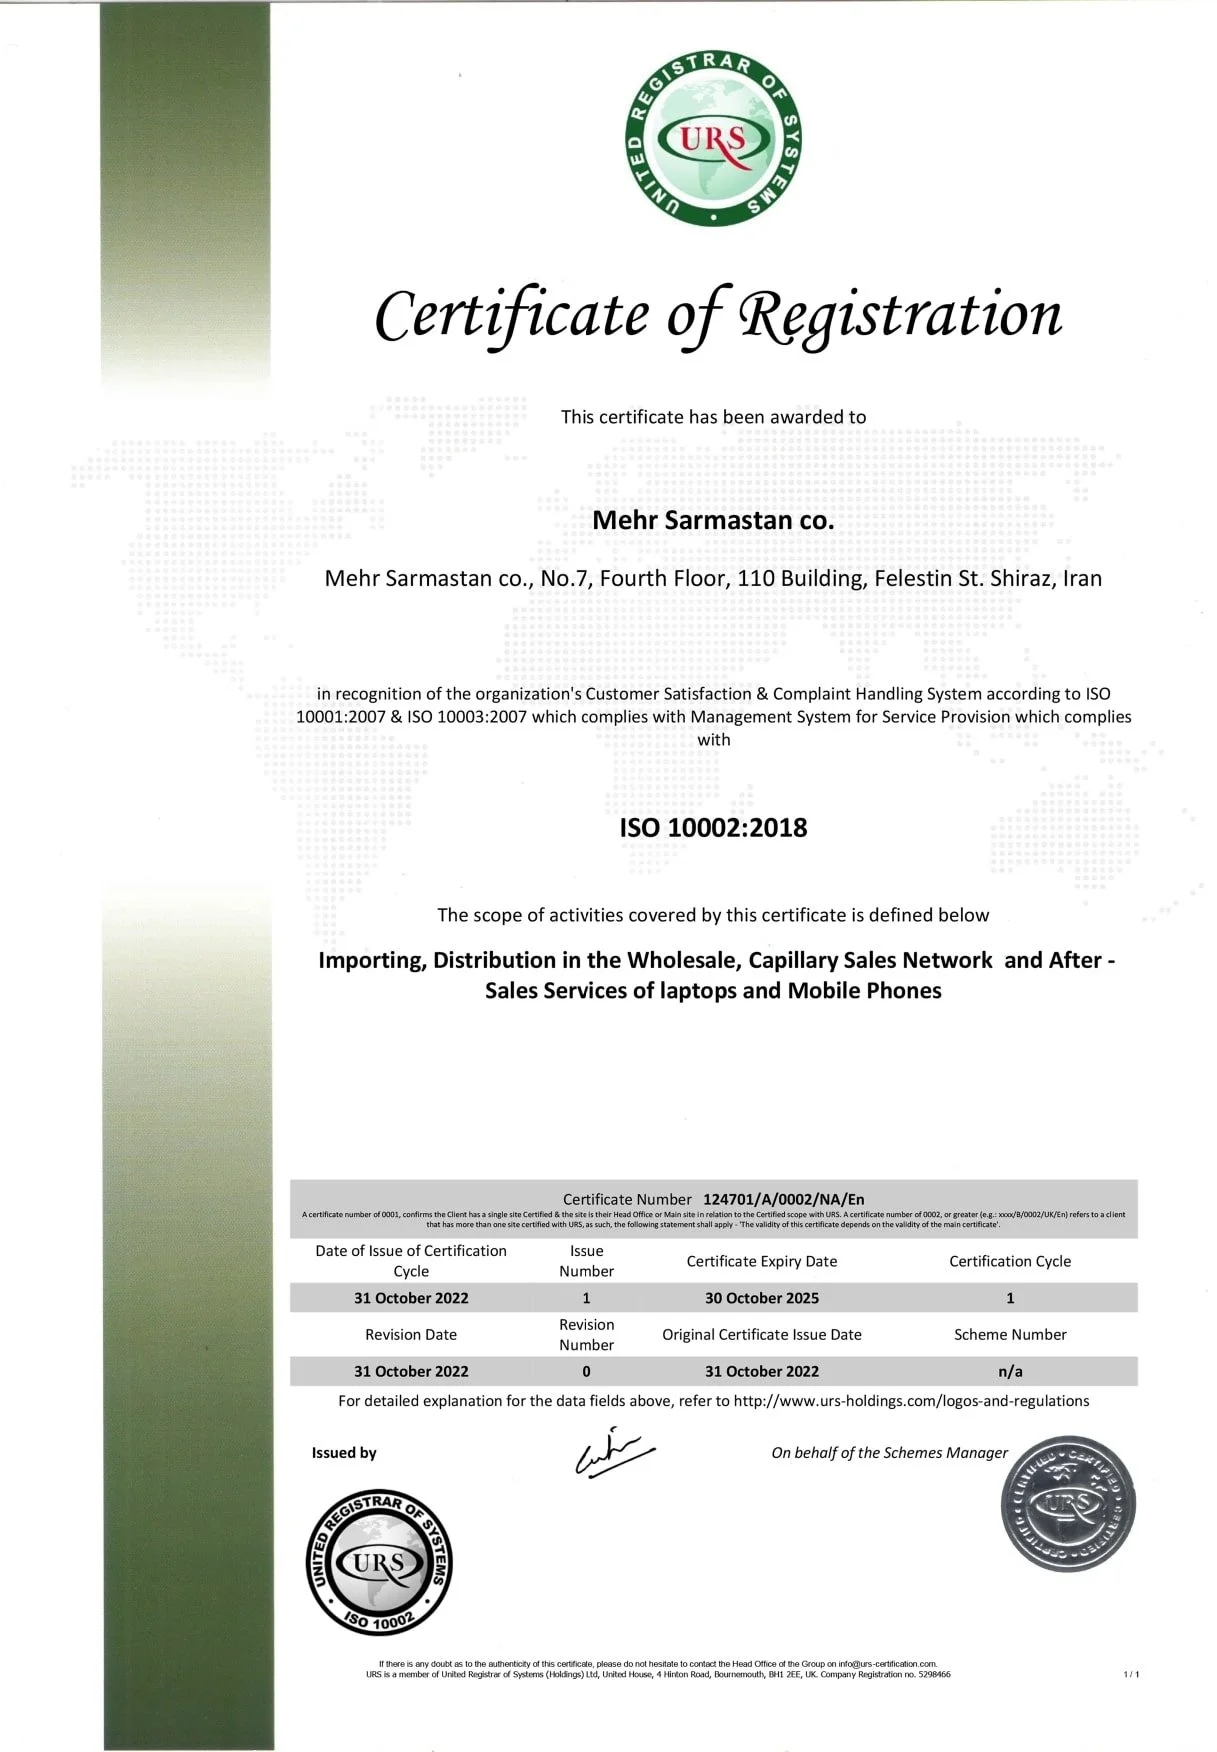 UNITED REGISTRAR OF SYSTEMS
URS
Certificate of Registration
This certificate has been awarded to
Mehr Sarmastan co.
Mehr Sarmastan co., No.7, Fourth Floor, 110 Building, Felestin St. Shiraz, Iran
in recognition of the organization's Customer Satisfaction & Complaint Handling System according to ISO
10001:2007 & ISO 10003:2007 which complies with Management System for Service Provision which complies
with
ISO 10002:2018
The scope of activities covered by this certificate is defined below
Importing, Distribution in the Wholesale, Capillary Sales Network and After -
Sales Services of laptops and Mobile Phones
Certificate Number 124701/A/0002/NA/En
A certificate number of 0001, confirms the Client has a single site Certified & the site is their Head Office or Main site in relation to the Certified scope with URS. A certificate number of 0002, or greater (e.g.: xxxx/B/0002/UK/En) refers to a client
that has more than one site certified with URS, as such, the following statement shall apply - 'The validity of this certificate depends on the validity of the main certificate'.
Date of Issue of Certification Cycle
Issue Number
Certificate Expiry Date
Certification Cycle
31 October 2022 1 30 October 2025 1
Revision Date
Revision Number
Original Certificate Issue Date
Scheme Number
31 October 2022 0 31 October 2022 n/a
For detailed explanation for the data fields above, refer to http://www.urs-holdings.com/logos-and-regulations
Issued by
On behalf of the Schemes Manager
UNITED REGISTRAR OF SYSTEMS
URS
ISO 10002
CERTIFIED • CERTIFIED • CERTIFIED • CERTIFIED
URS
If there is any doubt as to the authenticity of this certificate, please do not hesitate to contact the Head Office of the Group on info@urs-certification.com.
URS is a member of United Registrar of Systems (Holdings) Ltd, United House, 4 Hinton Road, Bournemouth, BH1 2EE, UK. Company Registration no. 5298466
1 / 1